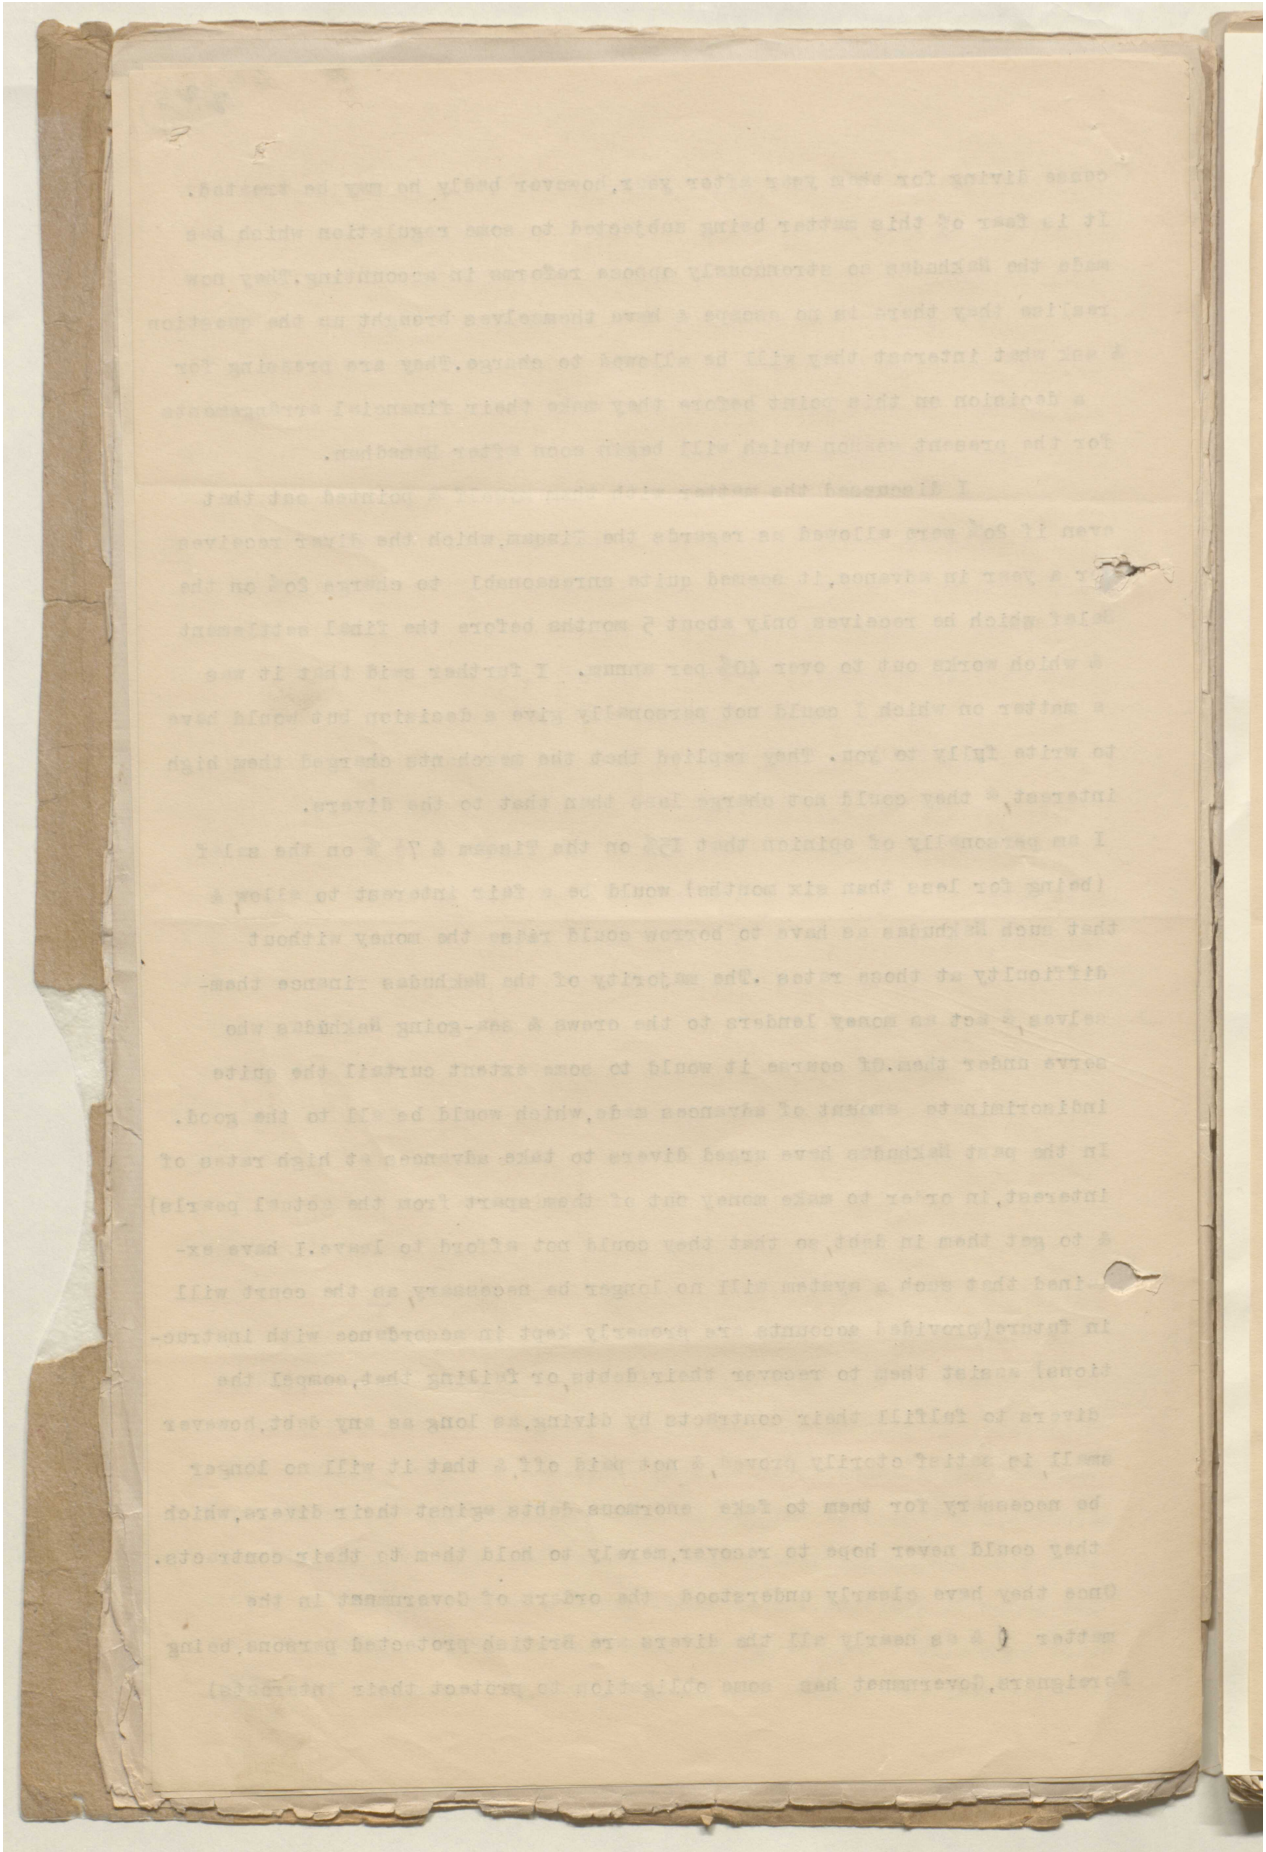 cease diving for them year after year,however badly he may be treated.
It is fear of this matter being subjected to some regulation which has
made the Nakhudas so strenuously oppose reforms in accounting.They now
realise they there is no escape & have themselves brought up the question
& ask what interest they will be allowed to charge.They are pressing for
a decision on this point before they make their financial arrangements
for the present season which will begin soon after Ramadhan.
I discussed the matter with them & pointed out that
even if 20% were allowed as regards the Tisqam,which the diver receives
for a year in advance,it seemed quite unreasonabl to charge 20% on the
Salaf which he receives only about 5 months before the final settlement
& which works out to over 40% per annum. I further said that it was
a matter on which I could not personally give a decision but would have
to write fully to you. They replied that the merch nts charged them high
interest,& they could not charge less than that to the divers.
I am personally of opinion that 15% on the Tisqam & 7½ % on the salaf
(being for less than six months) would be a fair interest to allow,&
that such Nakhudas as have to borrow could raise the money without
difficulty at those rates .The majority of the Nakhudas finance them-
selves,& act as money lenders to the crews & sea-going Nakhudas who
serve under them.Of course it would to some extent curtail the quite
indiscriminate amount of advances made,which would be all to the good.
In the past Nakhudas have urged divers to take advances at high rates of
interest,in order to make money out of them apart from the actual pearls)
& to get them in debt,so that they could not afford to leave.I have ex-
-ined that such a system will no longer be necessary,as the court will
in future(provided accounts are properly kept in accordance with instruc-
tions) assist them to recover their debts,or failing that,compel the
divers to fulfill their contracts by diving,as long as any debt,however
small,is satisf ctorily proved,& not paid off,& that it will no longer
be necessary for them to fake enormous debts against their divers,which
they could never hope to recover,merely to hold them to their contracts.
Once they have clearly understood the orders of Government in the
matter ( & as nearly all the divers are British protected persons,being
Foreigners,Government has some obligation to protect their interests)